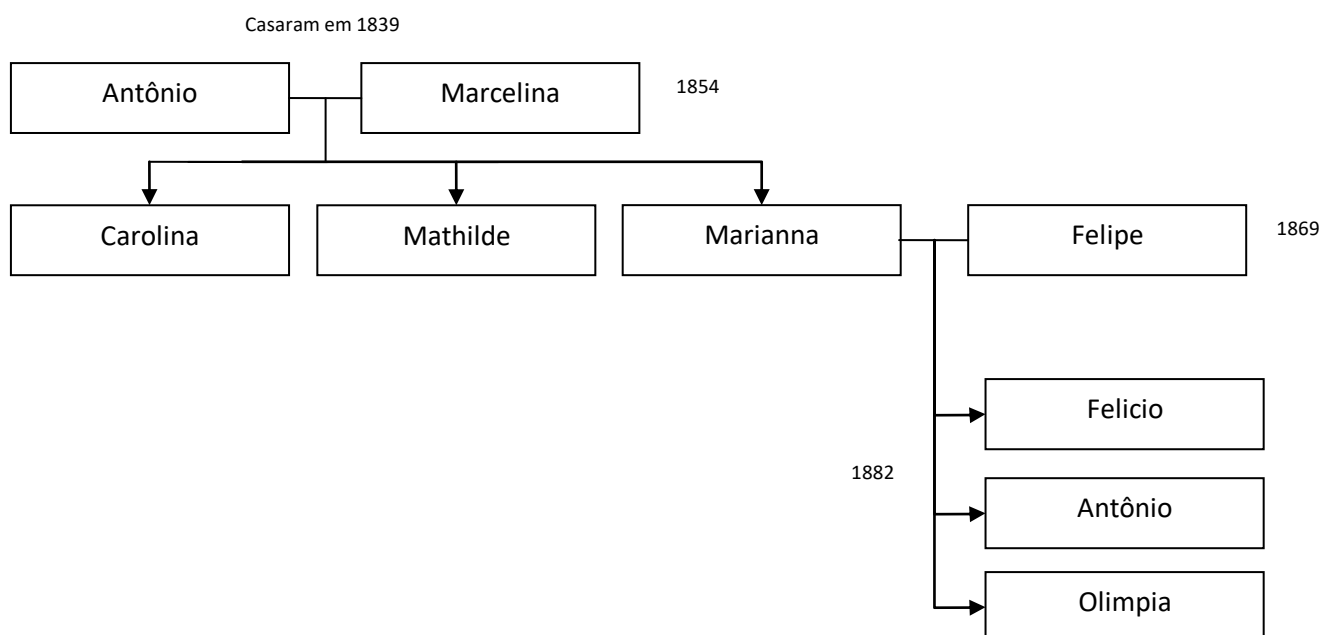 Casaram em 1839
Antônio
Marcelina
1854
Carolina
Mathilde
Marianna
Felipe
1869
Felicio
1882
Antônio
Olimpia